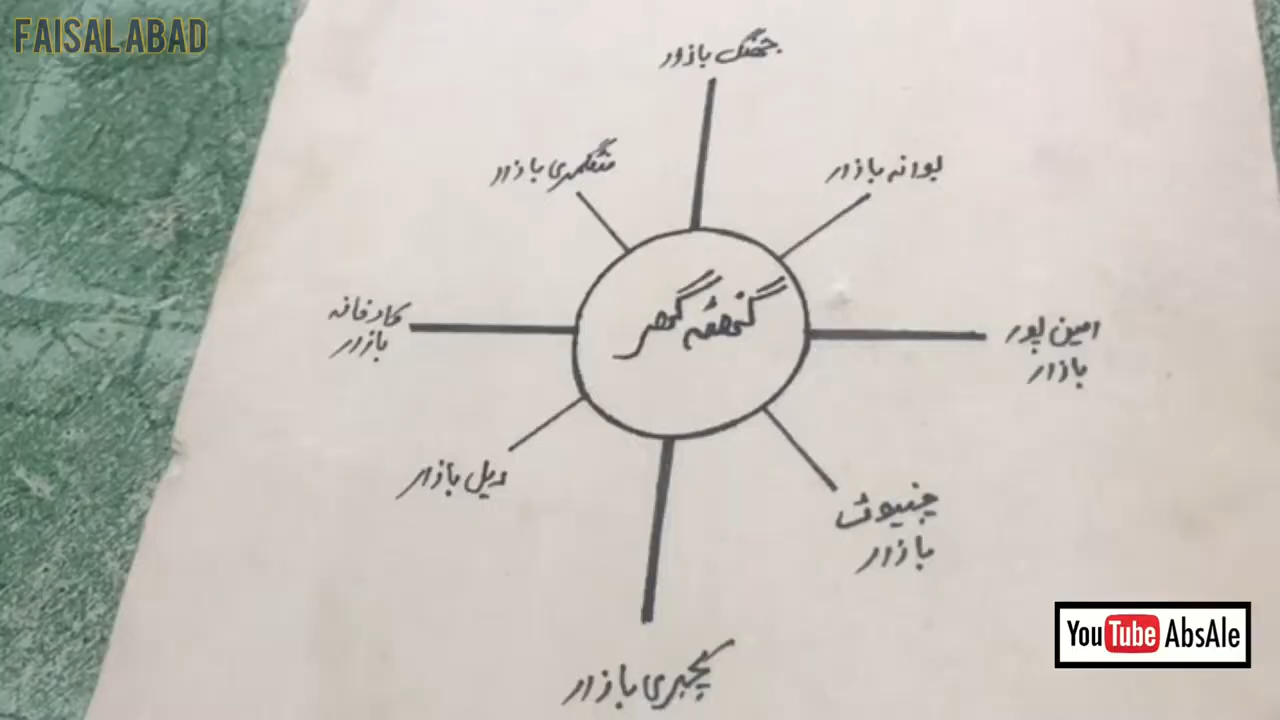 FAISALABAD
جھنگ بازار
بوانہ بازار
منٹگمری بازار
گھنٹہ گھر
امین پور
بازار
کارخانہ
بازار
ریل بازار
چنیوٹ
بازار
کچہری بازار
YouTube AbsAle